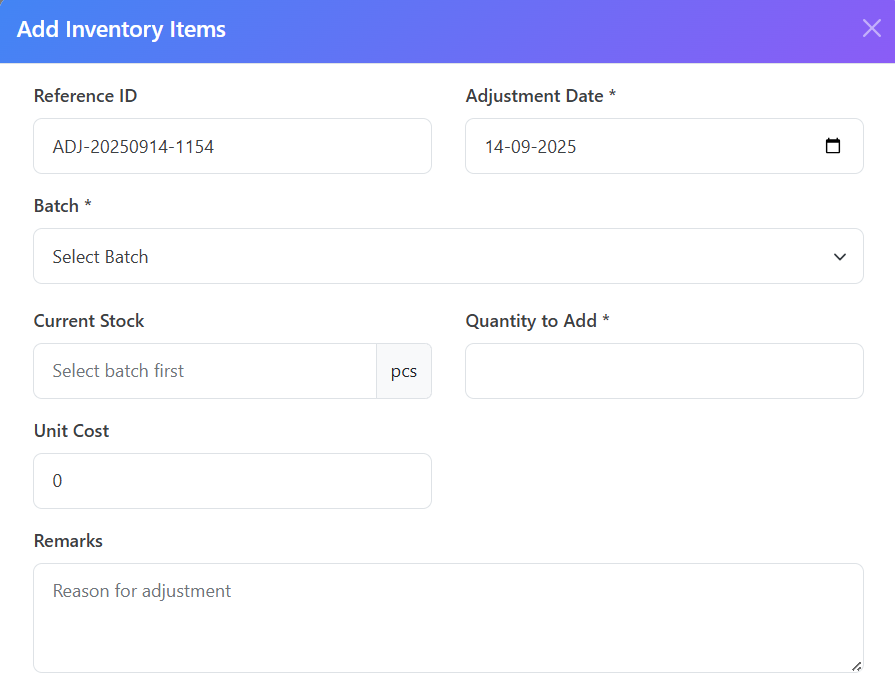 Add Inventory Items
Reference ID
Adjustment Date *
ADJ-20250914-1154
14-09-2025
Batch *
Select Batch
Current Stock
Quantity to Add *
Select batch first
pcs
Unit Cost
0
Remarks
Reason for adjustment